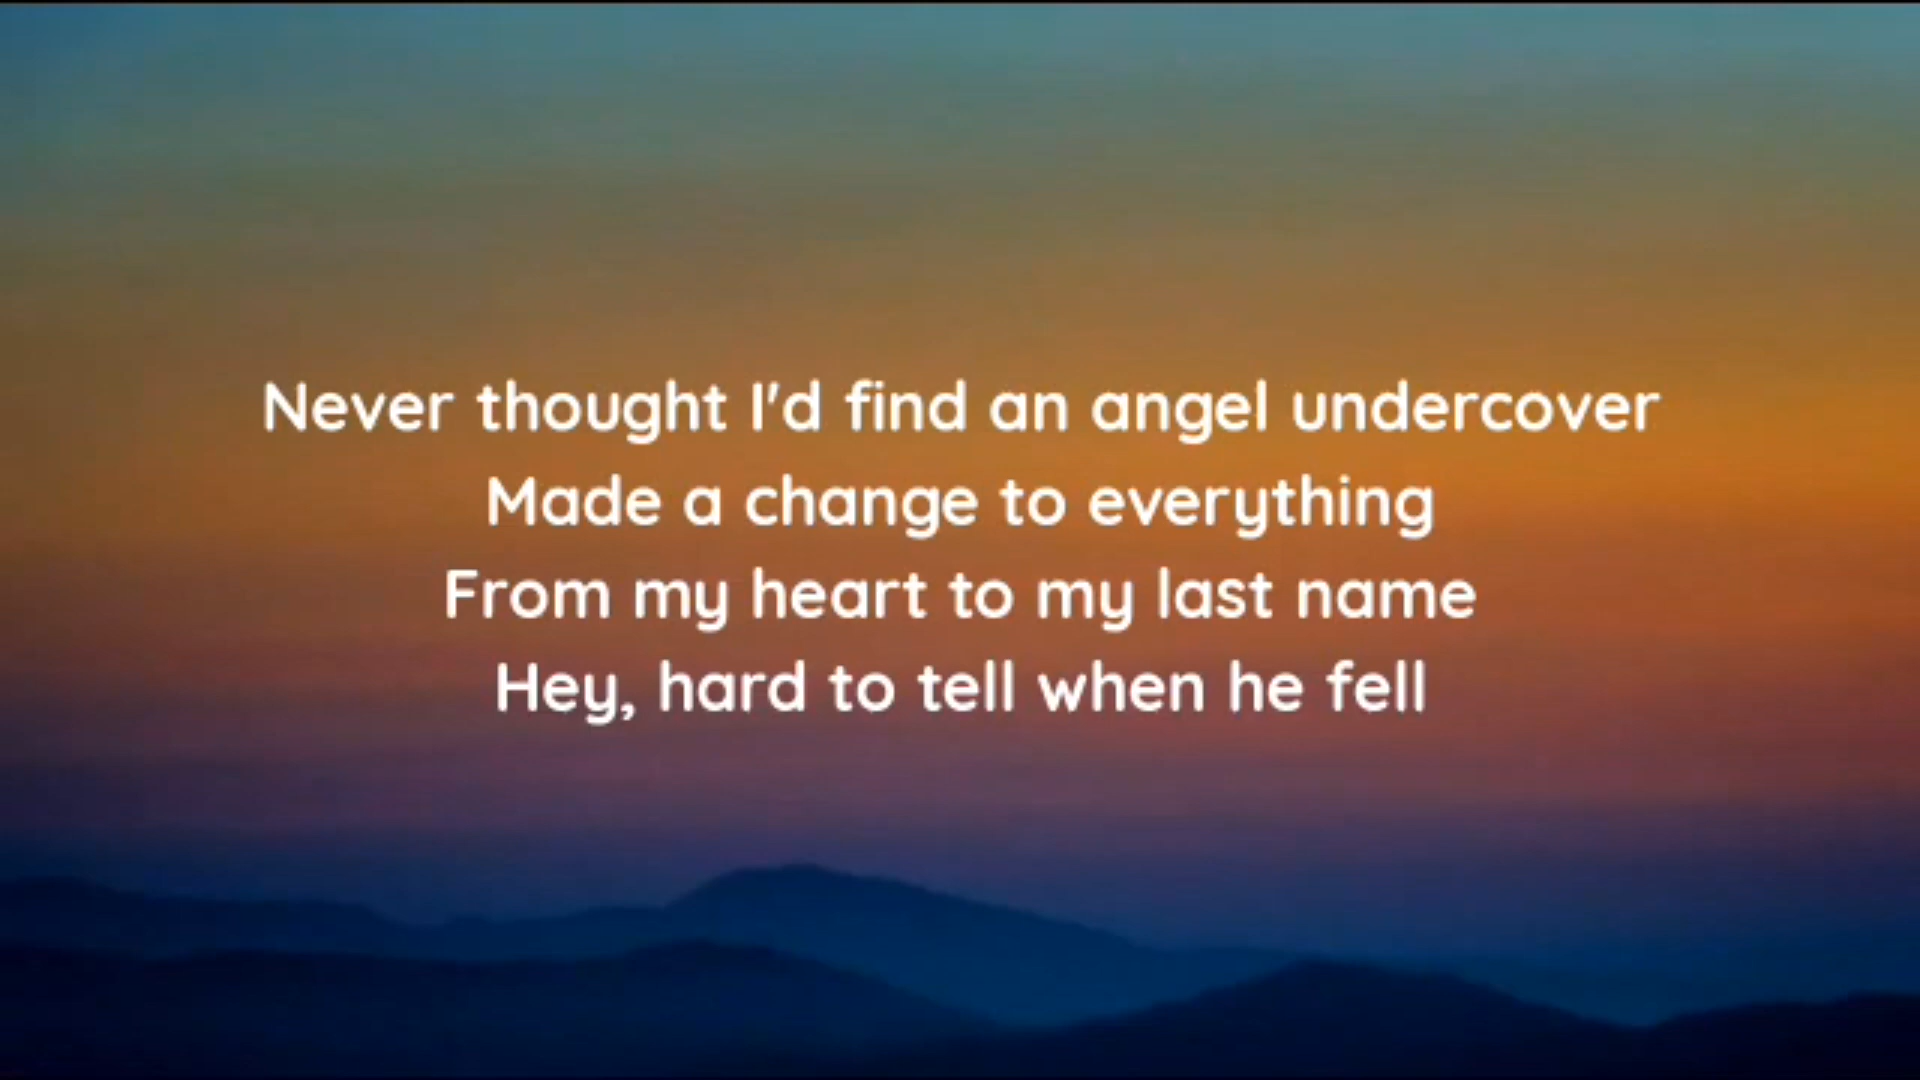 Never thought I'd find an angel undercover
Made a change to everything
From my heart to my last name
Hey, hard to tell when he fell